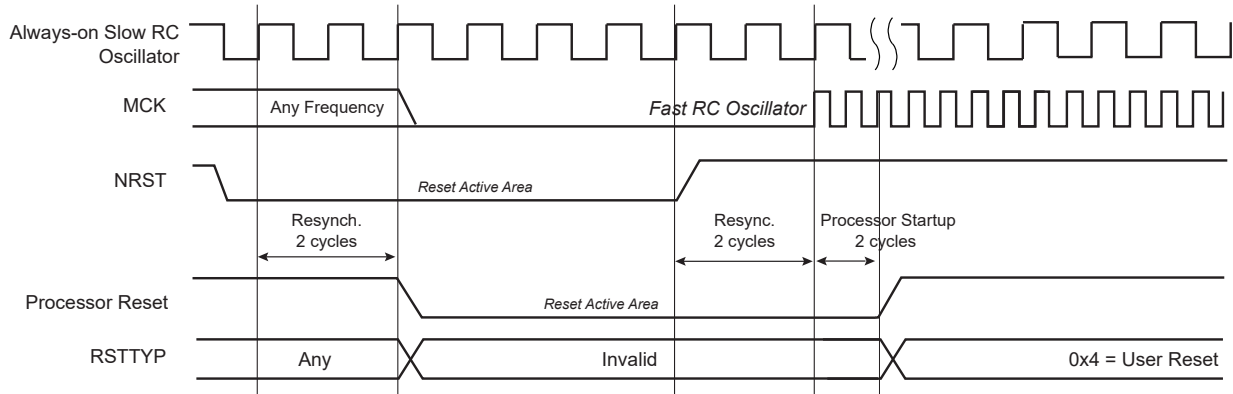 Always-on Slow RC
Oscillator
MCK
Any Frequency
Fast RC Oscillator
NRST
Reset Active Area
Resynch.
2 cycles
Resync.
2 cycles
Processor Startup
2 cycles
Processor Reset
Reset Active Area
RSTTYP
Any
Invalid
0x4 = User Reset